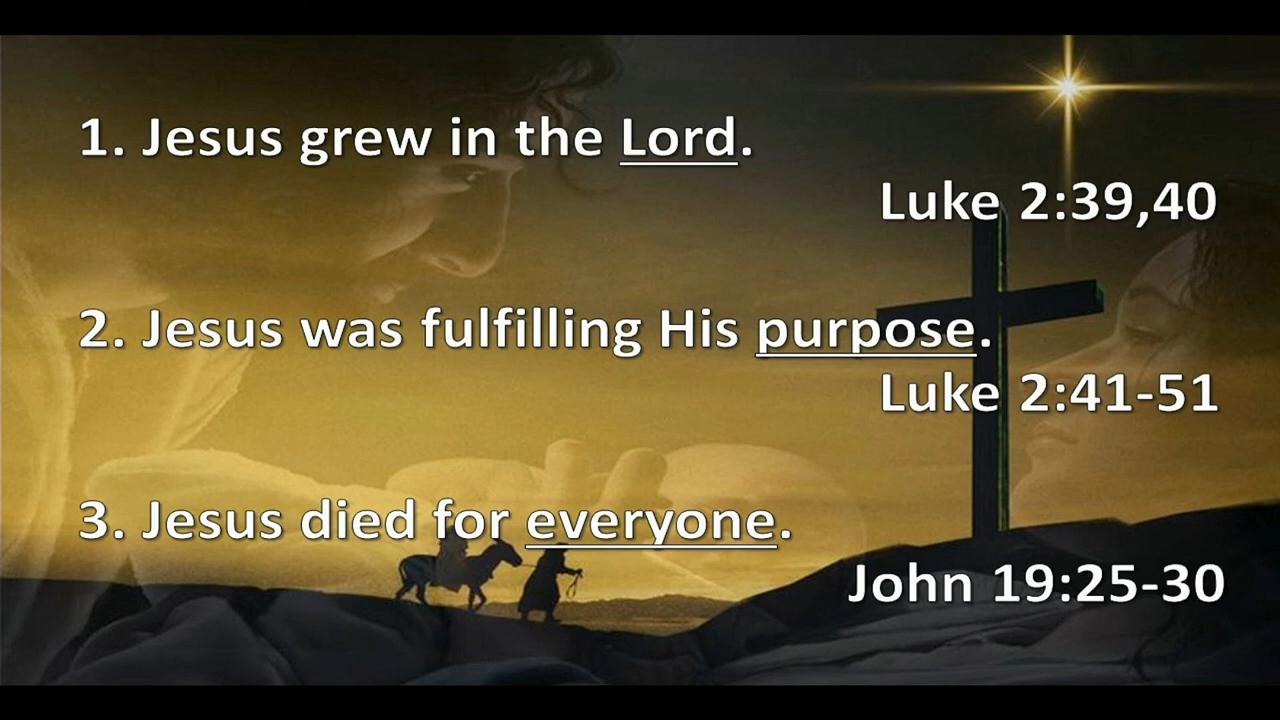 1. Jesus grew in the Lord.
Luke 2:39,40
2. Jesus was fulfilling His purpose.
Luke 2:41-51
3. Jesus died for everyone.
John 19:25-30